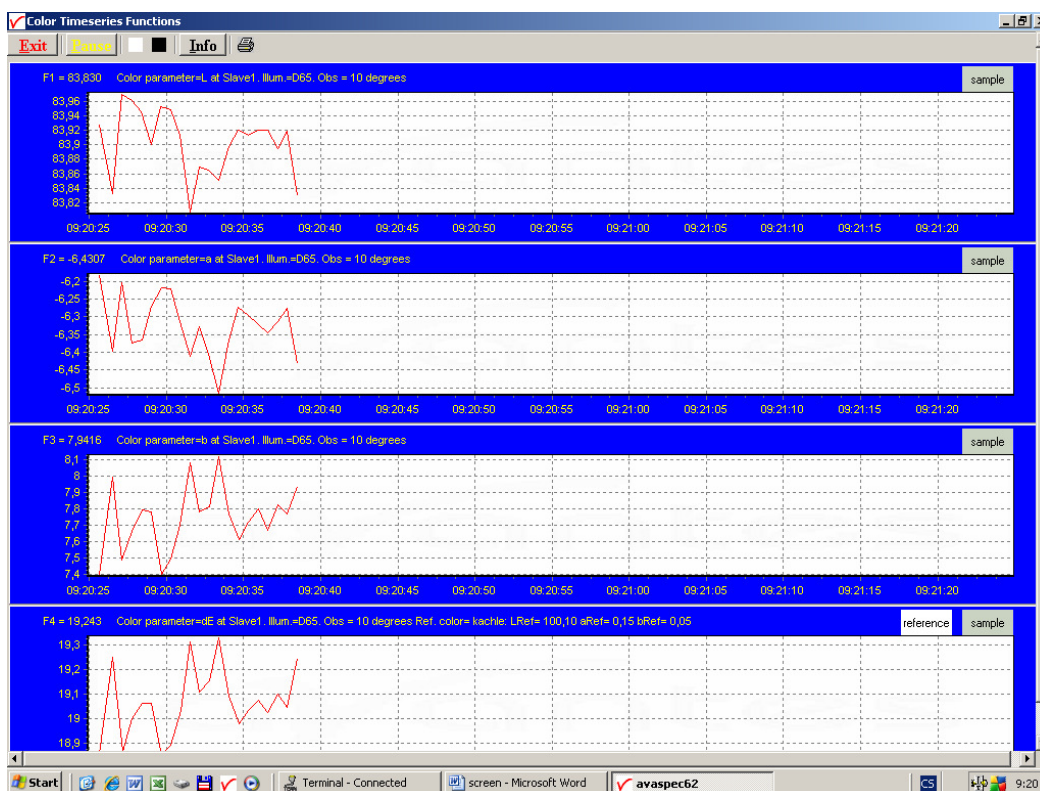 Color Timeseries Functions
Exit Pause Info
F1 = 83,830 Color parameter=L at Slave1. Illum.=D65. Obs = 10 degrees sample
83,96
83,94
83,92
83,9
83,88
83,86
83,84
83,82
09:20:25 09:20:30 09:20:35 09:20:40 09:20:45 09:20:50 09:20:55 09:21:00 09:21:05 09:21:10 09:21:15 09:21:20
F2 = -6,4307 Color parameter=a at Slave1. Illum.=D65. Obs = 10 degrees sample
-6,2
-6,25
-6,3
-6,35
-6,4
-6,45
-6,5
09:20:25 09:20:30 09:20:35 09:20:40 09:20:45 09:20:50 09:20:55 09:21:00 09:21:05 09:21:10 09:21:15 09:21:20
F3 = 7,9416 Color parameter=b at Slave1. Illum.=D65. Obs = 10 degrees sample
8,1
8
7,9
7,8
7,7
7,6
7,5
7,4
09:20:25 09:20:30 09:20:35 09:20:40 09:20:45 09:20:50 09:20:55 09:21:00 09:21:05 09:21:10 09:21:15 09:21:20
F4 = 19,243 Color parameter=dE at Slave1. Illum.=D65. Obs = 10 degrees Ref. color= kachle: LRef= 100,10 aRef= 0,15 bRef= 0,05 reference sample
19,3
19,2
19,1
19
18,9
Start Terminal - Connected screen - Microsoft Word avaspec62 CS 9:20